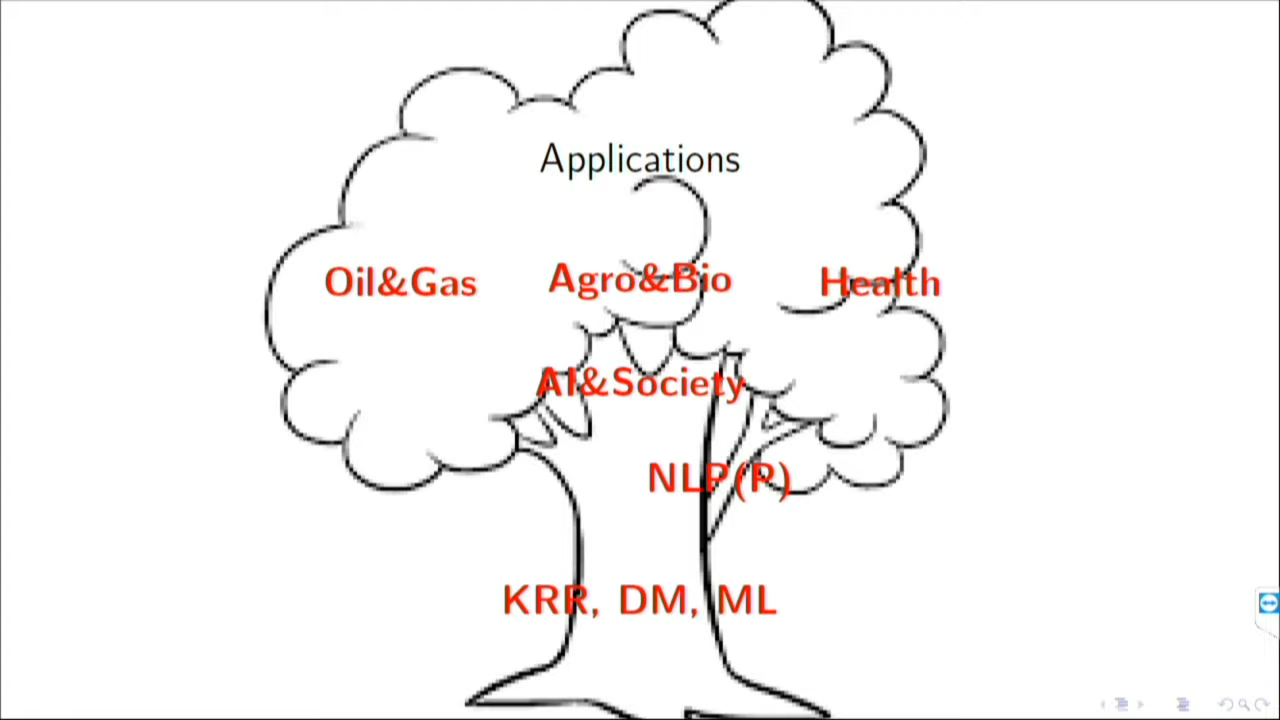 Applications
Oil&Gas Agro&Bio Health
AI&Society
NLP(P)
KRR, DM, ML